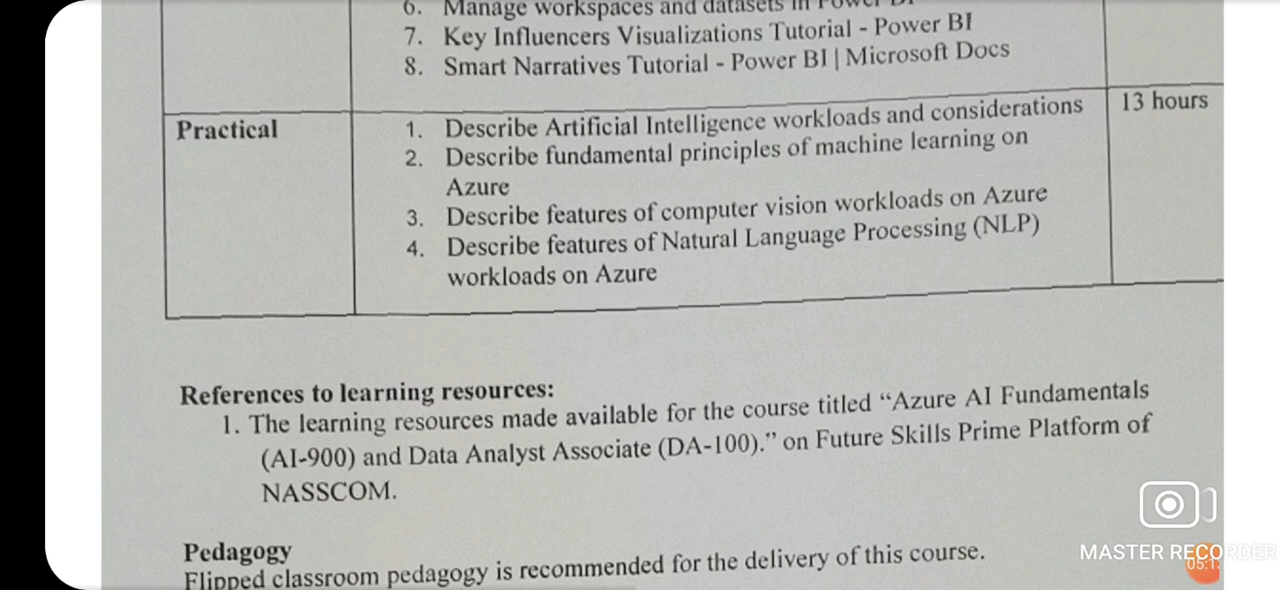 6. Manage workspaces and datasets in Power BI
7. Key Influencers Visualizations Tutorial - Power BI
8. Smart Narratives Tutorial - Power BI | Microsoft Docs
Practical
1. Describe Artificial Intelligence workloads and considerations
2. Describe fundamental principles of machine learning on
Azure
3. Describe features of computer vision workloads on Azure
4. Describe features of Natural Language Processing (NLP)
workloads on Azure
13 hours
References to learning resources:
1. The learning resources made available for the course titled “Azure AI Fundamentals
(AI-900) and Data Analyst Associate (DA-100).” on Future Skills Prime Platform of
NASSCOM.
Pedagogy
Flipped classroom pedagogy is recommended for the delivery of this course.
MASTER RECORDER